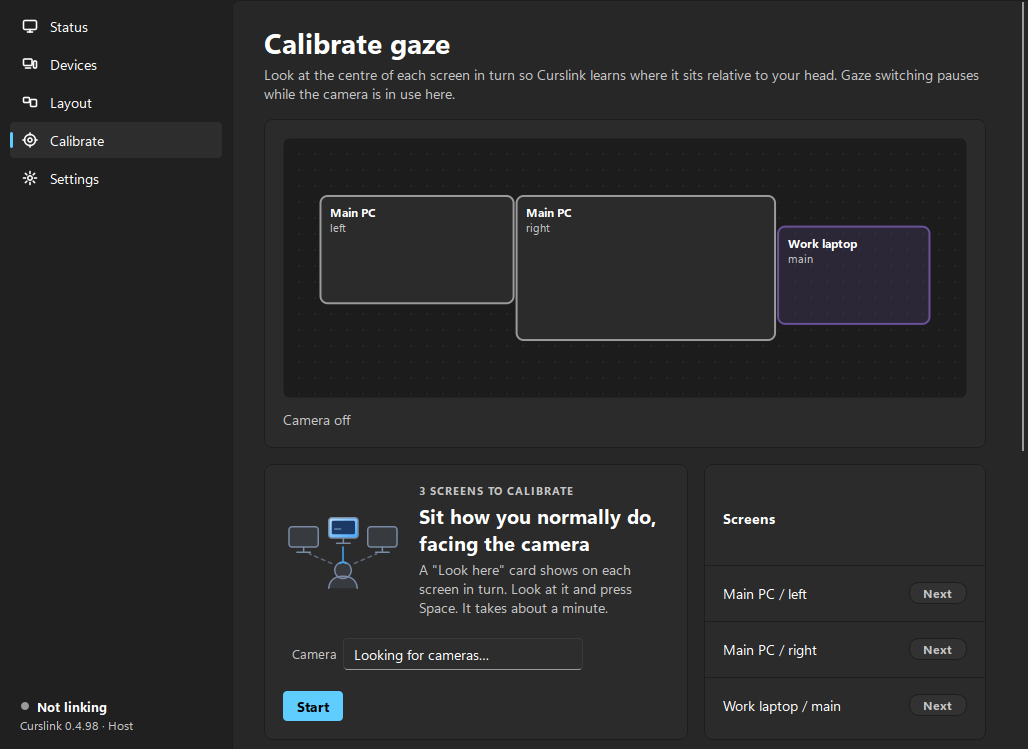 Status
Devices
Layout
Calibrate
Settings
Not linking
Curslink 0.4.98 · Host
Calibrate gaze
Look at the centre of each screen in turn so Curslink learns where it sits relative to your head. Gaze switching pauses
while the camera is in use here.
Main PC
left
Main PC
right
Work laptop
main
Camera off
3 SCREENS TO CALIBRATE
Sit how you normally do,
facing the camera
A "Look here" card shows on each
screen in turn. Look at it and press
Space. It takes about a minute.
Camera
Looking for cameras...
Start
Screens
Main PC / left
Next
Main PC / right
Next
Work laptop / main
Next